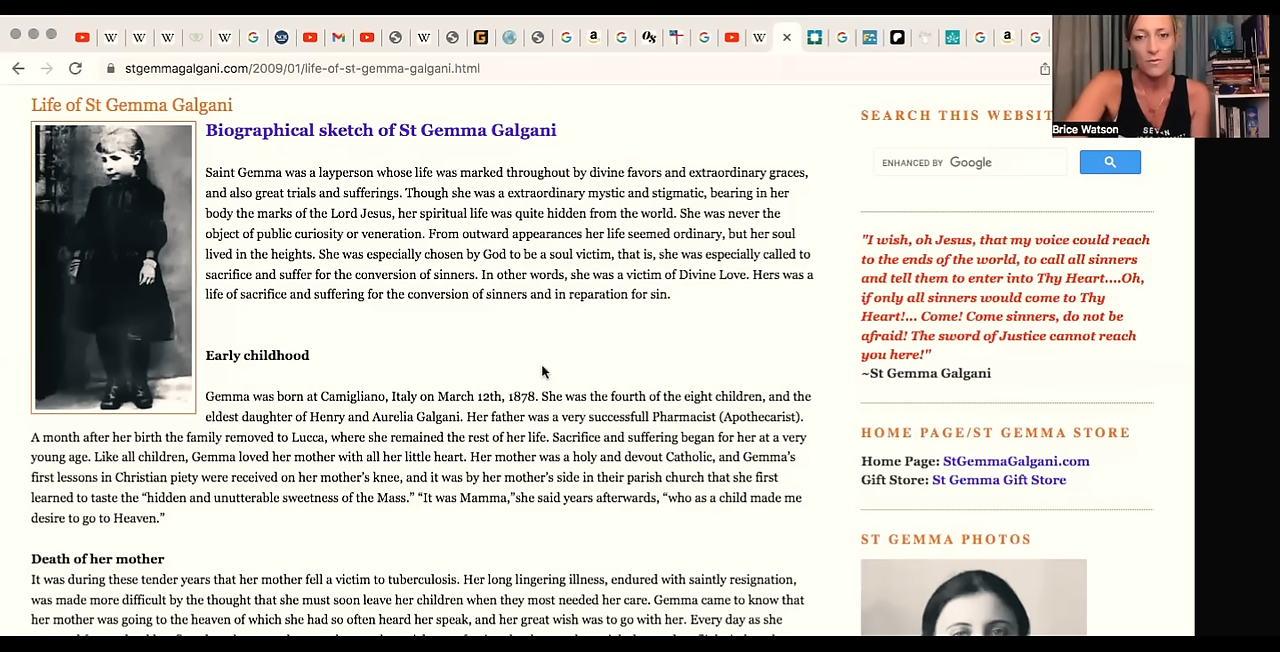 stgemmagalgani.com/2009/01/life-of-st-gemma-galgani.html
Life of St Gemma Galgani
Biographical sketch of St Gemma Galgani
Saint Gemma was a layperson whose life was marked throughout by divine favors and extraordinary graces,
and also great trials and sufferings. Though she was a extraordinary mystic and stigmatic, bearing in her
body the marks of the Lord Jesus, her spiritual life was quite hidden from the world. She was never the
object of public curiosity or veneration. From outward appearances her life seemed ordinary, but her soul
lived in the heights. She was especially chosen by God to be a soul victim, that is, she was especially called to
sacrifice and suffer for the conversion of sinners. In other words, she was a victim of Divine Love. Hers was a
life of sacrifice and suffering for the conversion of sinners and in reparation for sin.
Early childhood
Gemma was born at Camigliano, Italy on March 12th, 1878. She was the fourth of the eight children, and the
eldest daughter of Henry and Aurelia Galgani. Her father was a very successfull Pharmacist (Apothecarist).
A month after her birth the family removed to Lucca, where she remained the rest of her life. Sacrifice and suffering began for her at a very
young age. Like all children, Gemma loved her mother with all her little heart. Her mother was a holy and devout Catholic, and Gemma's
first lessons in Christian piety were received on her mother's knee, and it was by her mother's side in their parish church that she first
learned to taste the “hidden and unutterable sweetness of the Mass.” “It was Mamma,”she said years afterwards, “who as a child made me
desire to go to Heaven.”
Death of her mother
It was during these tender years that her mother fell a victim to tuberculosis. Her long lingering illness, endured with saintly resignation,
was made more difficult by the thought that she must soon leave her children when they most needed her care. Gemma came to know that
her mother was going to the heaven of which she had so often heard her speak, and her great wish was to go with her. Every day as she
Brice Watson
SEVEN
SEARCH THIS WEBSIT
ENHANCED BY Google
"I wish, oh Jesus, that my voice could reach
to the ends of the world, to call all sinners
and tell them to enter into Thy Heart....Oh,
if only all sinners would come to Thy
Heart!... Come! Come sinners, do not be
afraid! The sword of Justice cannot reach
you here!"
~St Gemma Galgani
HOME PAGE/ST GEMMA STORE
Home Page: StGemmaGalgani.com
Gift Store: St Gemma Gift Store
ST GEMMA PHOTOS